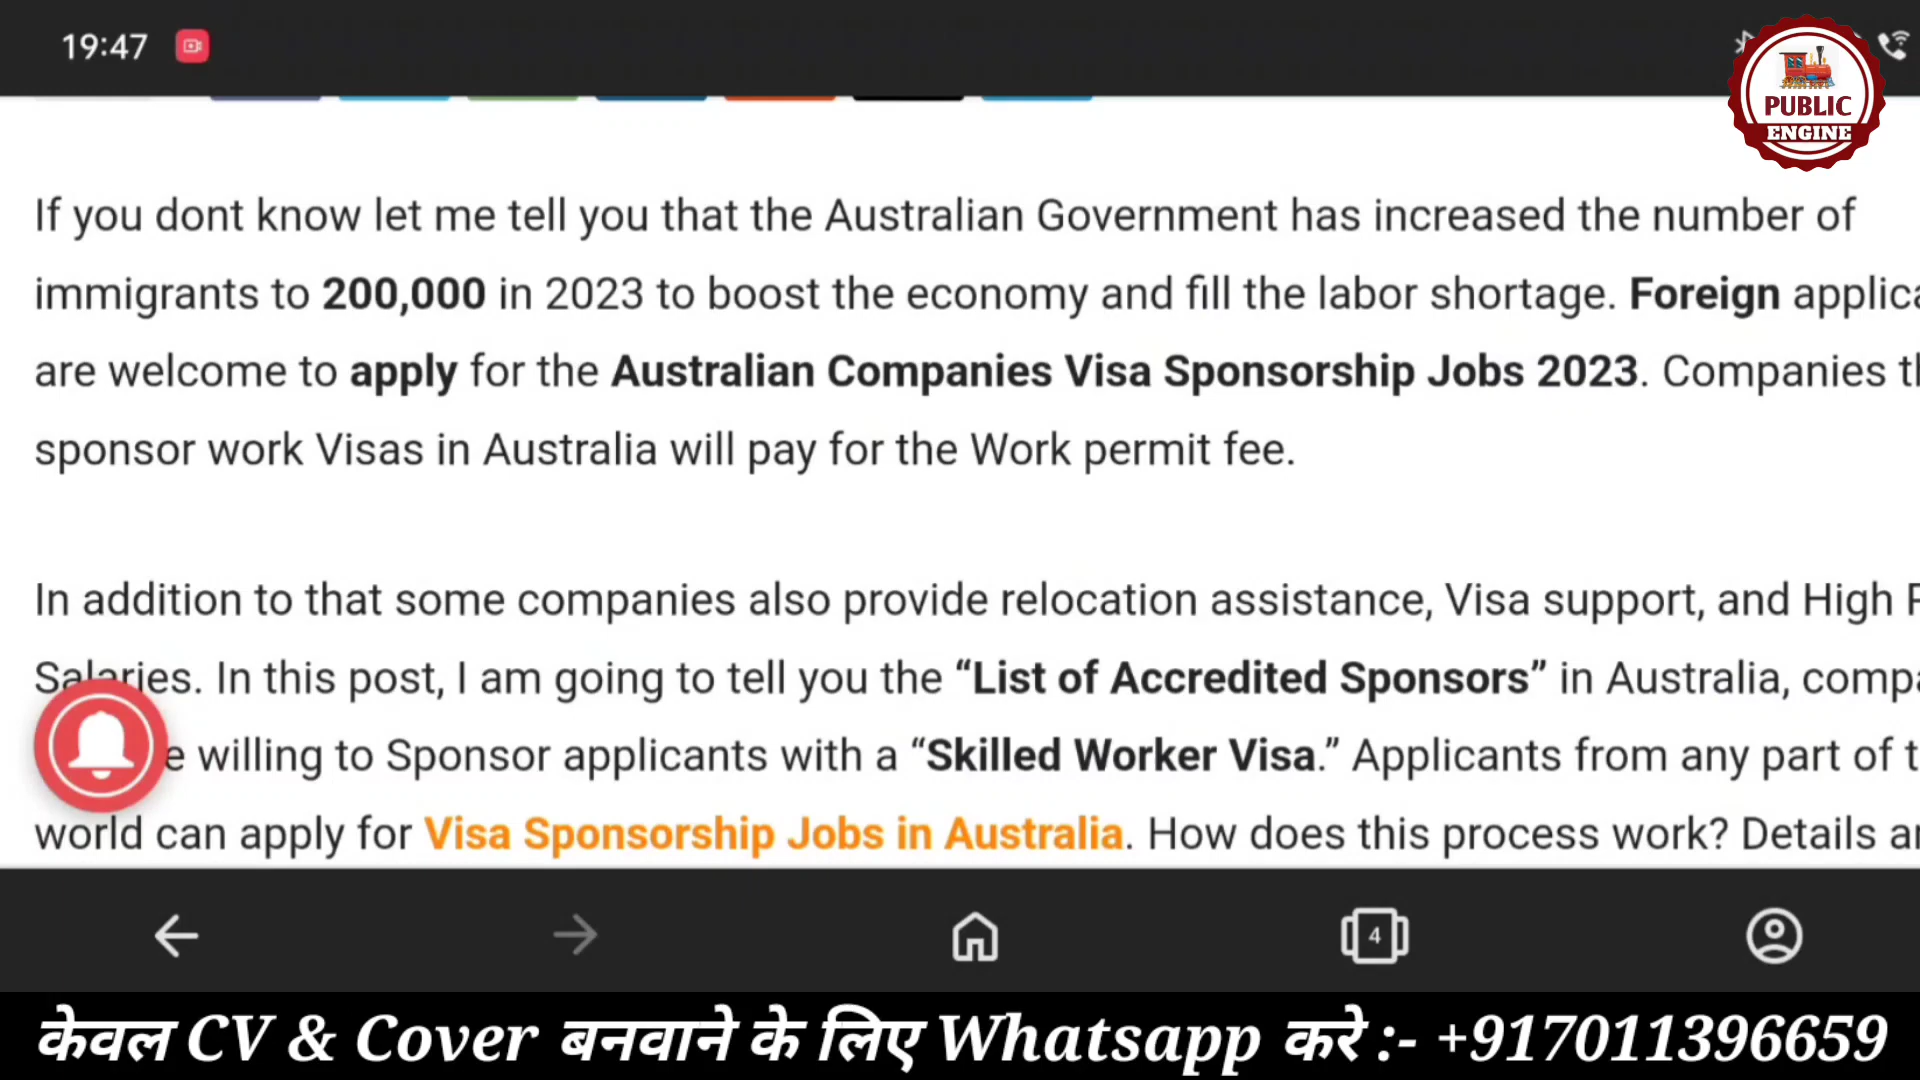 19:47
PUBLIC
ENGINE
If you dont know let me tell you that the Australian Government has increased the number of
immigrants to 200,000 in 2023 to boost the economy and fill the labor shortage. Foreign
are welcome to apply for the Australian Companies Visa Sponsorship Jobs 2023. Companies
sponsor work Visas in Australia will pay for the Work permit fee.
In addition to that some companies also provide relocation assistance, Visa support, and High
Salaries. In this post, I am going to tell you the “List of Accredited Sponsors” in Australia,
willing to Sponsor applicants with a “Skilled Worker Visa.” Applicants from any part of
world can apply for Visa Sponsorship Jobs in Australia. How does this process work? Details
4
केवल CV & Cover बनवाने के लिए Whatsapp करे :- +917011396659